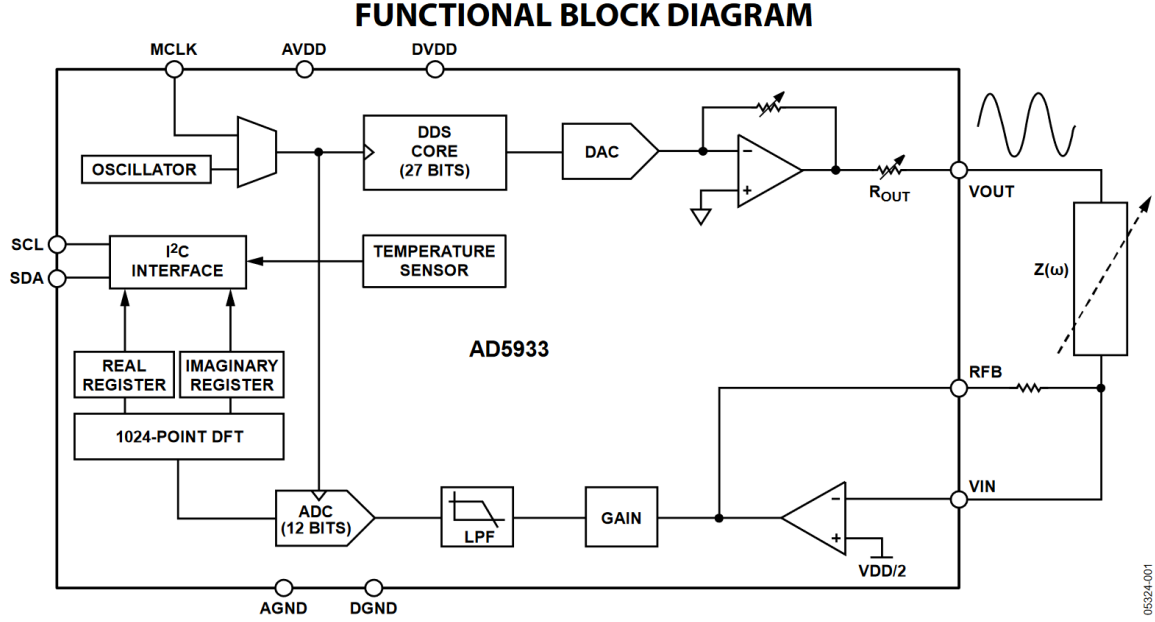 FUNCTIONAL BLOCK DIAGRAM
MCLK
AVDD
DVDD
OSCILLATOR
DDS
CORE
(27 BITS)
DAC
−
+
ROUT
VOUT
SCL
SDA
I2C
INTERFACE
TEMPERATURE
SENSOR
Z(ω)
AD5933
REAL
REGISTER
IMAGINARY
REGISTER
RFB
1024-POINT DFT
VIN
ADC
(12 BITS)
LPF
GAIN
−
+
VDD/2
AGND
DGND
05324-001